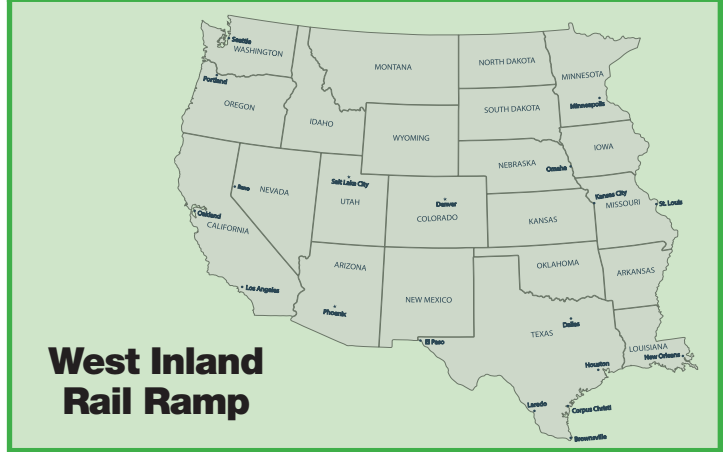 Seattle
WASHINGTON
Portland
OREGON
IDAHO
MONTANA
NORTH DAKOTA
MINNESOTA
Minneapolis
SOUTH DAKOTA
WYOMING
IOWA
NEBRASKA
Omaha
Reno
NEVADA
Salt Lake City
UTAH
Denver
COLORADO
KANSAS
Kansas City
MISSOURI
St. Louis
Oakland
CALIFORNIA
Los Angeles
ARIZONA
Phoenix
NEW MEXICO
OKLAHOMA
ARKANSAS
El Paso
TEXAS
Dallas
Houston
LOUISIANA
New Orleans
Laredo
Corpus Christi
Brownsville
West Inland
Rail Ramp